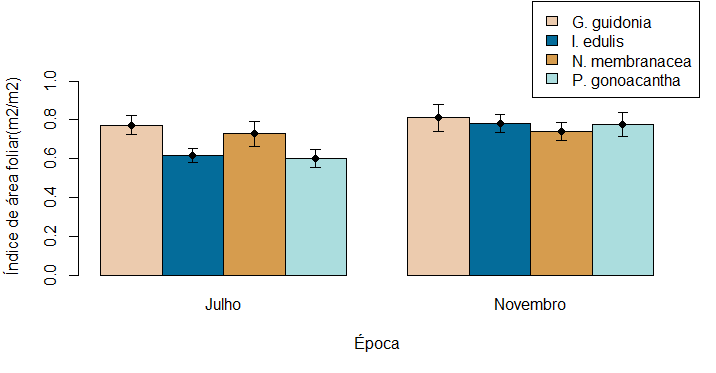 G. guidonia
I. edulis
N. membranacea
P. gonoacantha
Índice de área foliar(m2/m2)
1.0
0.8
0.6
0.4
0.2
0.0
Julho
Novembro
Época